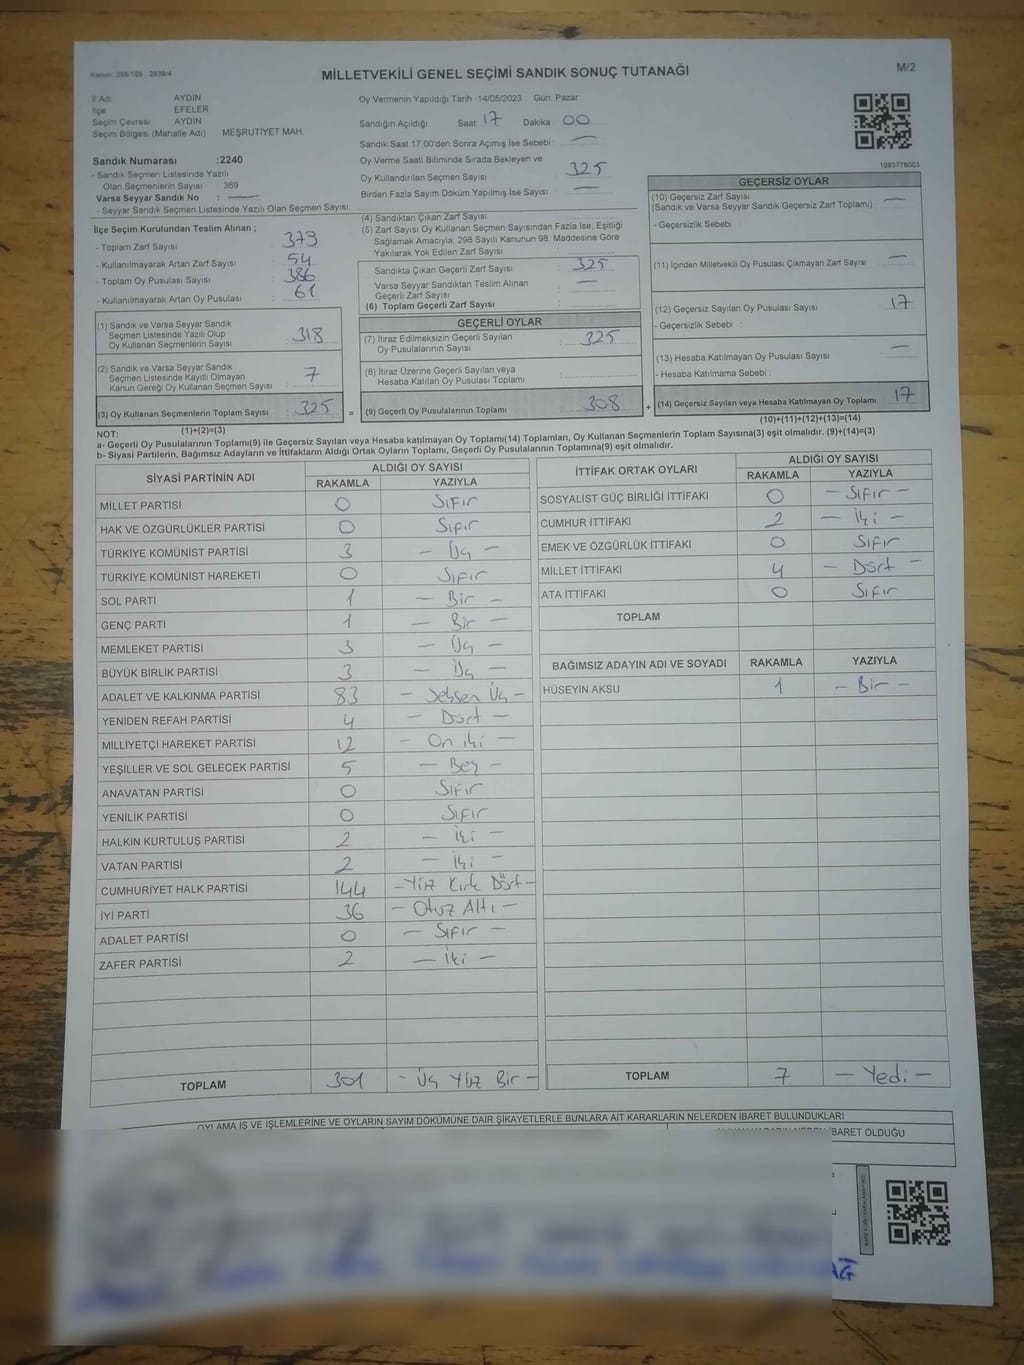 Kanun: 298/105 , 2839/4
MİLLETVEKİLİ GENEL SEÇİMİ SANDIK SONUÇ TUTANAĞI
M/2
İl Adı AYDIN
İlçe EFELER
Seçim Çevresi AYDIN
Seçim Bölgesi (Mahalle Adı) MEŞRUTİYET MAH.
Sandık Numarası :2240
- Sandık Seçmen Listesinde Yazılı
Olan Seçmenlerin Sayısı : 369
Varsa Seyyar Sandık No : —
- Seyyar Sandık Seçmen Listesinde Yazılı Olan Seçmen Sayısı
Oy Vermenin Yapıldığı Tarih 14/05/2023 Gün: Pazar
Sandığın Açıldığı Saat: 17 Dakika : 00
Sandık Saat 17.00'den Sonra Açımış İse Sebebi : —
Oy Verme Saati Bitiminde Sırada Bekleyen ve
Oy Kullandırılan Seçmen Sayısı 325
Birden Fazla Sayım Döküm Yapılmış İse Sayısı —
1083778003
İlçe Seçim Kurulundan Teslim Alınan ;
- Toplam Zarf Sayısı : 379
- Kullanılmayarak Artan Zarf Sayısı : 54
- Toplam Oy Pusulası Sayısı : 386
- Kullanılmayarak Artan Oy Pusulası : 61
(1) Sandık ve Varsa Seyyar Sandık
Seçmen Listesinde Yazılı Olup
Oy Kullanan Seçmenlerin Sayısı : 318
(2) Sandık ve Varsa Seyyar Sandık
Seçmen Listesinde Kayıtlı Olmayan
Kanun Gereği Oy Kullanan Seçmen Sayısı : 7
(3) Oy Kullanan Seçmenlerin Toplam Sayısı : 325 =
(1)+(2)=(3)
(4) Sandıktan Çıkan Zarf Sayısı
(5) Zarf Sayısı Oy Kullanan Seçmen Sayısından Fazla İse, Eşitliği
Sağlamak Amacıyla, 298 Sayılı Kanunun 98. Maddesine Göre
Yakılarak Yok Edilen Zarf Sayısı
Sandıkta Çıkan Geçerli Zarf Sayısı 325
Varsa Seyyar Sandıktan Teslim Alınan
Geçerli Zarf Sayısı —
(6) Toplam Geçerli Zarf Sayısı
GEÇERLİ OYLAR
(7) İtiraz Edilmeksizin Geçerli Sayılan
Oy Pusulalarının Sayısı : 325
(8) İtiraz Üzerine Geçerli Sayılan veya
Hesaba Katılan Oy Pusulası Toplamı
(9) Geçerli Oy Pusulalarının Toplamı 308 +
GEÇERSİZ OYLAR
(10) Geçersiz Zarf Sayısı
(Sandık ve Varsa Seyyar Sandık Geçersiz Zarf Toplamı) : —
- Geçersizlik Sebebi :
(11) İçinden Milletvekili Oy Pusulası Çıkmayan Zarf Sayısı : —
(12) Geçersiz Sayılan Oy Pusulası Sayısı : 17
- Geçersizlik Sebebi :
(13) Hesaba Katılmayan Oy Pusulası Sayısı : —
- Hesaba Katılmama Sebebi :
(14) Geçersiz Sayılan veya Hesaba Katılmayan Oy Toplamı 17
(10)+(11)+(12)+(13)=(14)
NOT:
a- Geçerli Oy Pusulalarının Toplamı(9) ile Geçersiz Sayılan veya Hesaba katılmayan Oy Toplamı(14) Toplamları, Oy Kullanan Seçmenlerin Toplam Sayısına(3) eşit olmalıdır. (9)+(14)=(3)
b- Siyasi Partilerin, Bağımsız Adayların ve İttifakların Aldığı Ortak Oyların Toplamı, Geçerli Oy Pusulalarının Toplamına(9) eşit olmalıdır.
SİYASİ PARTİNİN ADI ALDIĞI OY SAYISI
RAKAMLA YAZIYLA
MİLLET PARTİSİ 0 Sıfır
HAK VE ÖZGÜRLÜKLER PARTİSİ 0 Sıfır
TÜRKİYE KOMÜNİST PARTİSİ 3 – Üç –
TÜRKİYE KOMÜNİST HAREKETİ 0 Sıfır
SOL PARTİ 1 – Bir –
GENÇ PARTİ 1 – Bir –
MEMLEKET PARTİSİ 3 – Üç –
BÜYÜK BİRLİK PARTİSİ 3 – Üç –
ADALET VE KALKINMA PARTİSİ 83 – Seksen Üç –
YENİDEN REFAH PARTİSİ 4 – Dört –
MİLLİYETÇİ HAREKET PARTİSİ 12 – On iki –
YEŞİLLER VE SOL GELECEK PARTİSİ 5 – Beş –
ANAVATAN PARTİSİ 0 Sıfır
YENİLİK PARTİSİ 0 Sıfır
HALKIN KURTULUŞ PARTİSİ 2 – İki –
VATAN PARTİSİ 2 – İki –
CUMHURİYET HALK PARTİSİ 144 – Yüz Kırk Dört –
İYİ PARTİ 36 – Otuz Altı –
ADALET PARTİSİ 0 – Sıfır –
ZAFER PARTİSİ 2 – İki –
TOPLAM 301 – Üç Yüz Bir –
İTTİFAK ORTAK OYLARI ALDIĞI OY SAYISI
RAKAMLA YAZIYLA
SOSYALİST GÜÇ BİRLİĞİ İTTİFAKI 0 – Sıfır –
CUMHUR İTTİFAKI 2 – İki –
EMEK VE ÖZGÜRLÜK İTTİFAKI 0 Sıfır
MİLLET İTTİFAKI 4 – Dört –
ATA İTTİFAKI 0 Sıfır
TOPLAM
BAĞIMSIZ ADAYIN ADI VE SOYADI RAKAMLA YAZIYLA
HÜSEYİN AKSU 1 – Bir –
TOPLAM 7 – Yedi –
OYLAMA İŞ VE İŞLEMLERİNE VE OYLARIN SAYIM DÖKÜMÜNE DAİR ŞİKAYETLERLE BUNLARA AİT KARARLARIN NELERDEN İBARET BULUNDUKLARI
İBARET OLDUĞU
AĞ